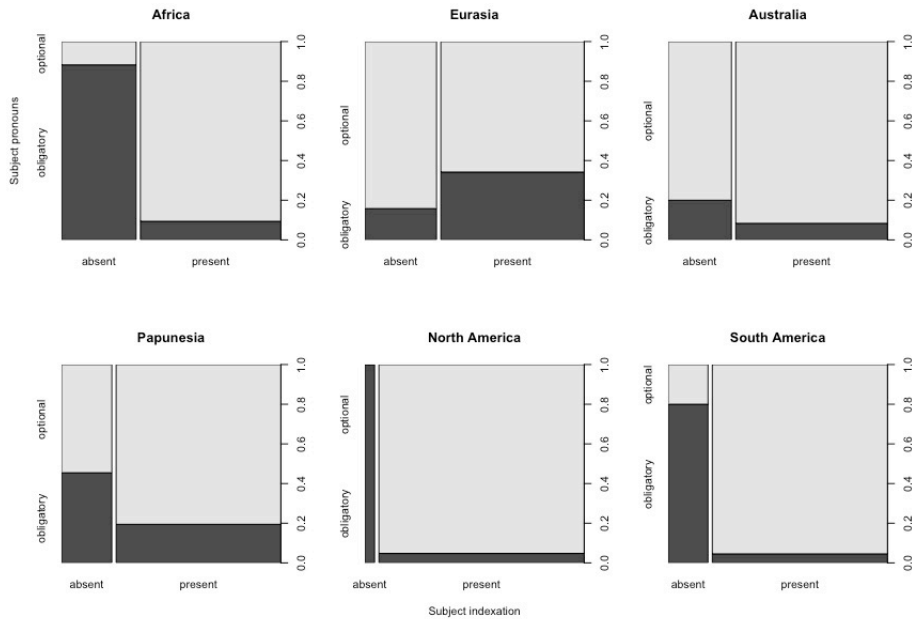 Africa
Subject pronouns
optional
obligatory
0.0 0.2 0.4 0.6 0.8 1.0
absent present
Eurasia
optional
obligatory
0.0 0.2 0.4 0.6 0.8 1.0
absent present
Australia
optional
obligatory
0.0 0.2 0.4 0.6 0.8 1.0
absent present
Papunesia
optional
obligatory
0.0 0.2 0.4 0.6 0.8 1.0
absent present
North America
optional
obligatory
0.0 0.2 0.4 0.6 0.8 1.0
absent present
South America
optional
obligatory
0.0 0.2 0.4 0.6 0.8 1.0
absent present
Subject indexation